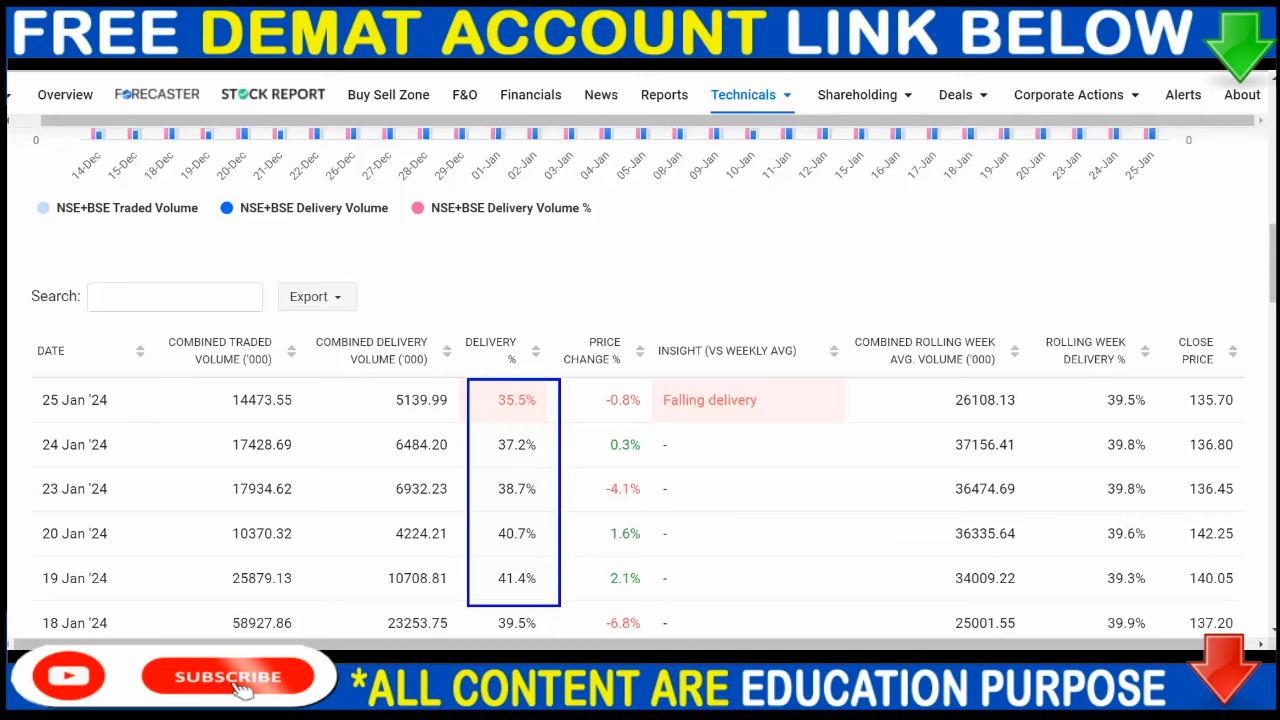 FREE DEMAT ACCOUNT LINK BELOW
Overview FORECASTER STOCK REPORT Buy Sell Zone F&O Financials News Reports Technicals Shareholding Deals Corporate Actions Alerts About
0 0
14-Dec 15-Dec 18-Dec 19-Dec 20-Dec 21-Dec 22-Dec 26-Dec 27-Dec 28-Dec 29-Dec 01-Jan 02-Jan 03-Jan 04-Jan 05-Jan 08-Jan 09-Jan 10-Jan 11-Jan 12-Jan 15-Jan 16-Jan 17-Jan 18-Jan 19-Jan 20-Jan 23-Jan 24-Jan 25-Jan
NSE+BSE Traded Volume NSE+BSE Delivery Volume NSE+BSE Delivery Volume %
Search: Export
DATE COMBINED TRADED VOLUME ('000) COMBINED DELIVERY VOLUME ('000) DELIVERY % PRICE CHANGE % INSIGHT (VS WEEKLY AVG) COMBINED ROLLING WEEK AVG. VOLUME ('000) ROLLING WEEK DELIVERY % CLOSE PRICE
25 Jan '24 14473.55 5139.99 35.5% -0.8% Falling delivery 26108.13 39.5% 135.70
24 Jan '24 17428.69 6484.20 37.2% 0.3% - 37156.41 39.8% 136.80
23 Jan '24 17934.62 6932.23 38.7% -4.1% - 36474.69 39.8% 136.45
20 Jan '24 10370.32 4224.21 40.7% 1.6% - 36335.64 39.6% 142.25
19 Jan '24 25879.13 10708.81 41.4% 2.1% - 34009.22 39.3% 140.05
18 Jan '24 58927.86 23253.75 39.5% -6.8% - 25001.55 39.9% 137.20
SUBSCRIBE
*ALL CONTENT ARE EDUCATION PURPOSE